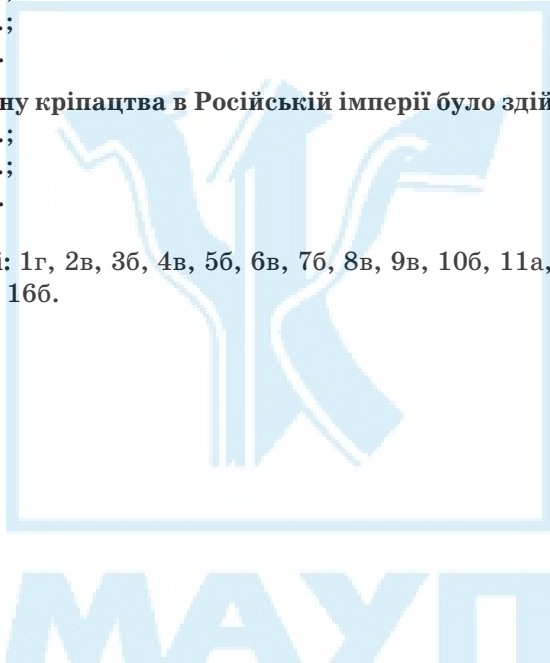 .;
.
ну кріпацтва в Російській імперії було здій
.;
.;
.
і: 1г, 2в, 3б, 4в, 5б, 6в, 7б, 8в, 9в, 10б, 11а,
16б.
МАУП